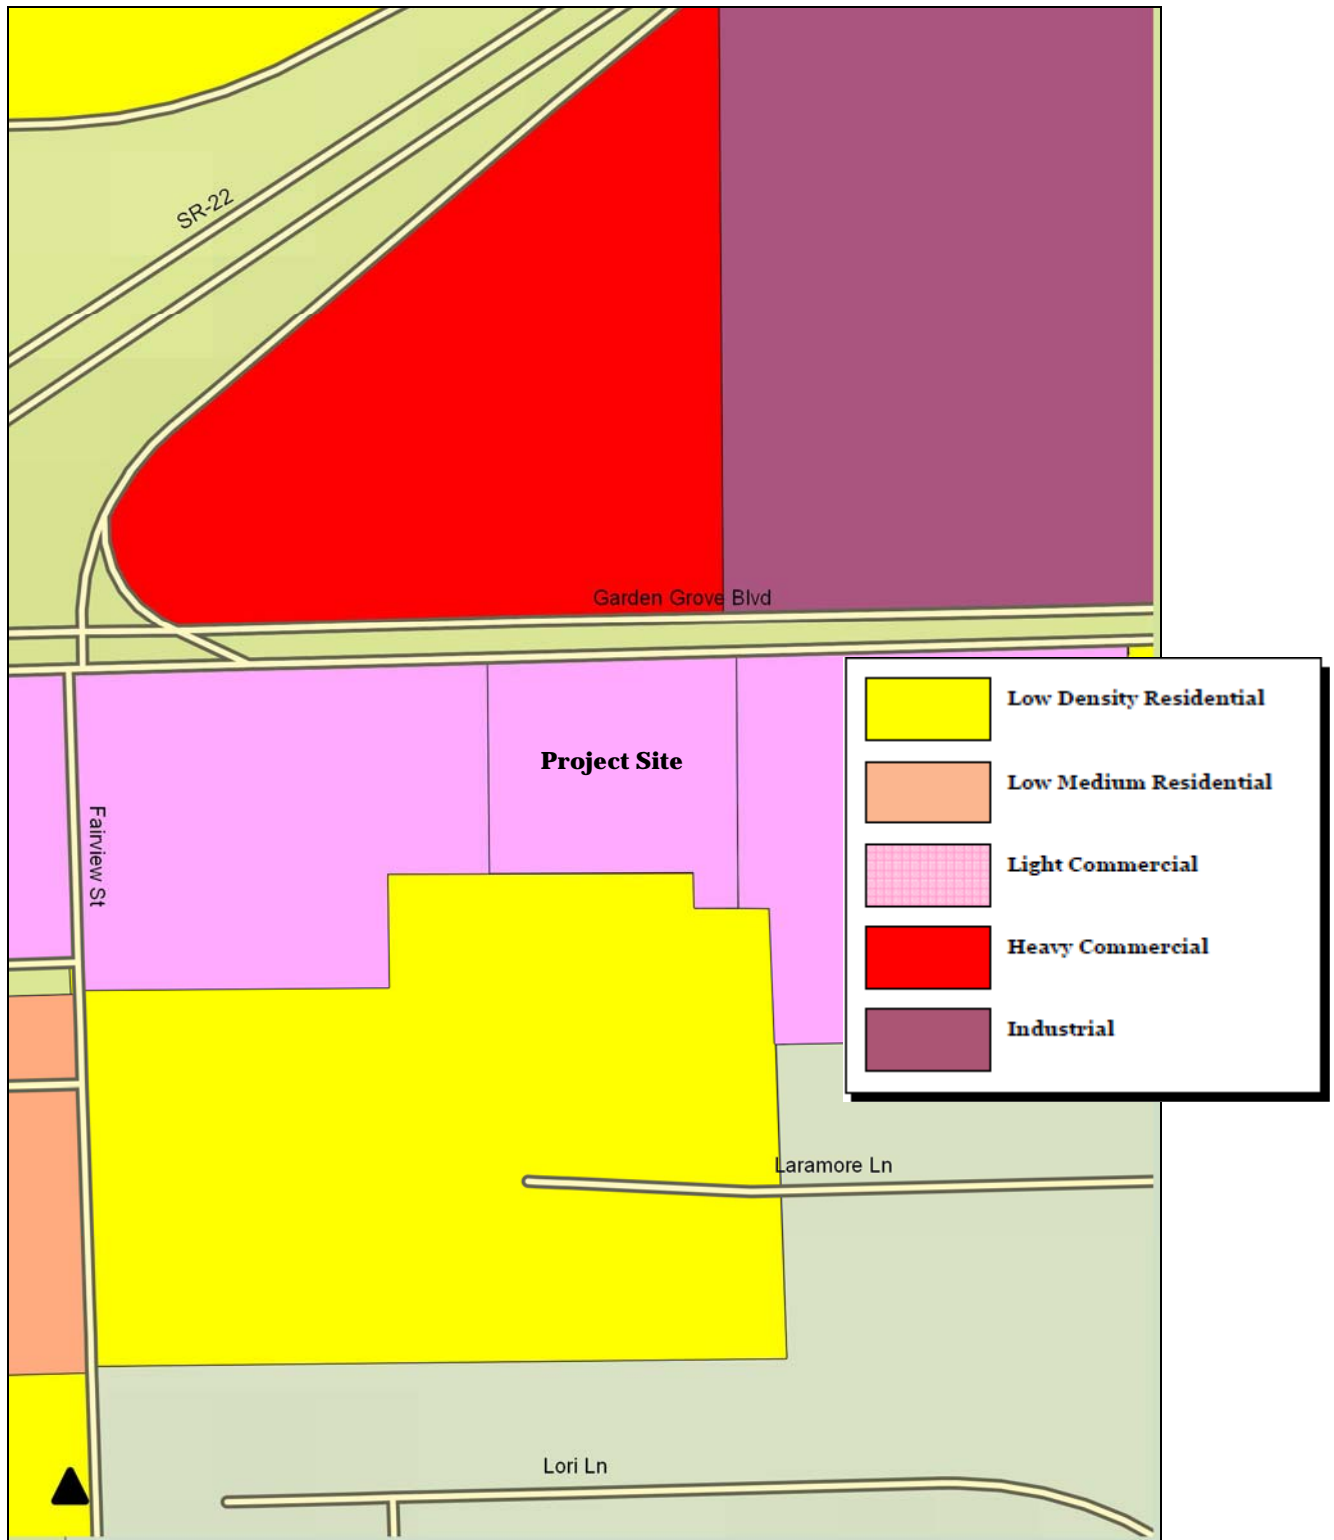 SR-22
Garden Grove Blvd
Project Site
Low Density Residential
Low Medium Residential
Light Commercial
Heavy Commercial
Industrial
Fairview St
Laramore Ln
Lori Ln